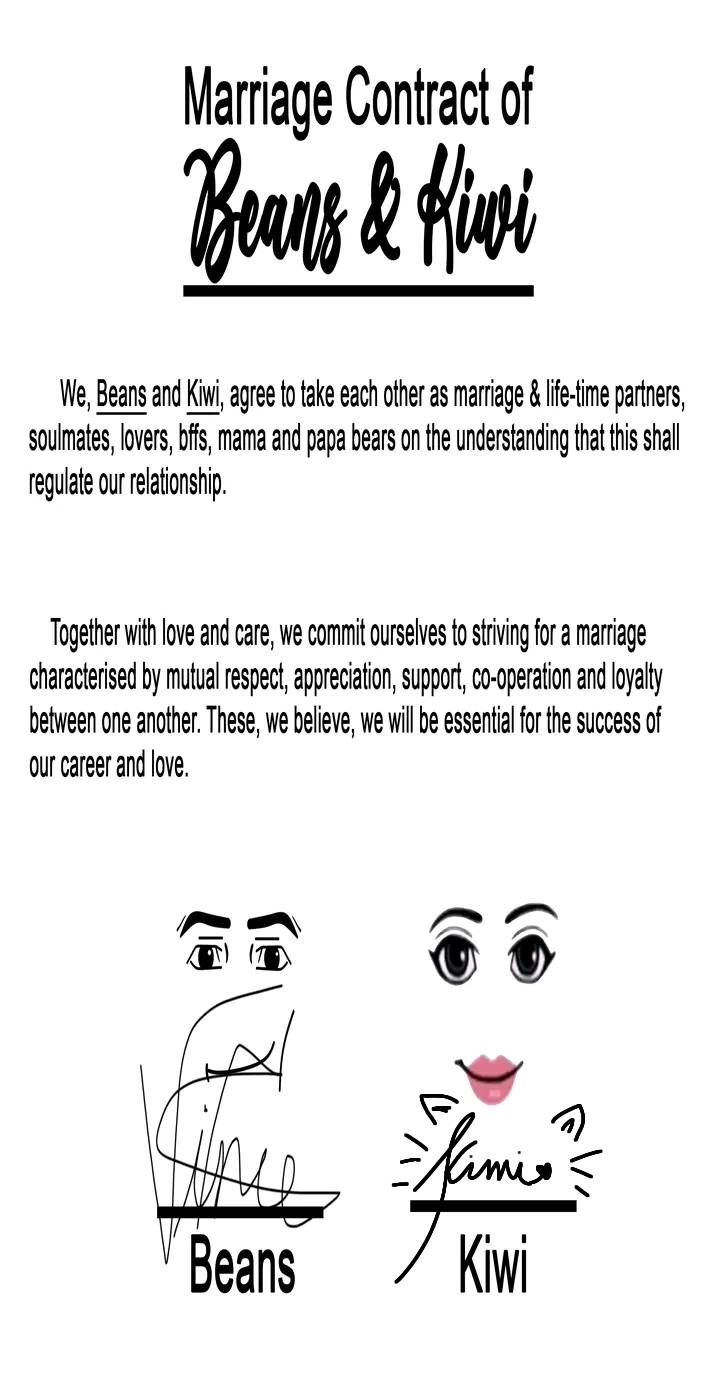 Marriage Contract of
Beans & Kiwi
We, Beans and Kiwi, agree to take each other as marriage & life-time partners,
soulmates, lovers, bffs, mama and papa bears on the understanding that this shall
regulate our relationship.
Together with love and care, we commit ourselves to striving for a marriage
characterised by mutual respect, appreciation, support, co-operation and loyalty
between one another. These, we believe, we will be essential for the success of
our career and love.
kimi
Beans Kiwi